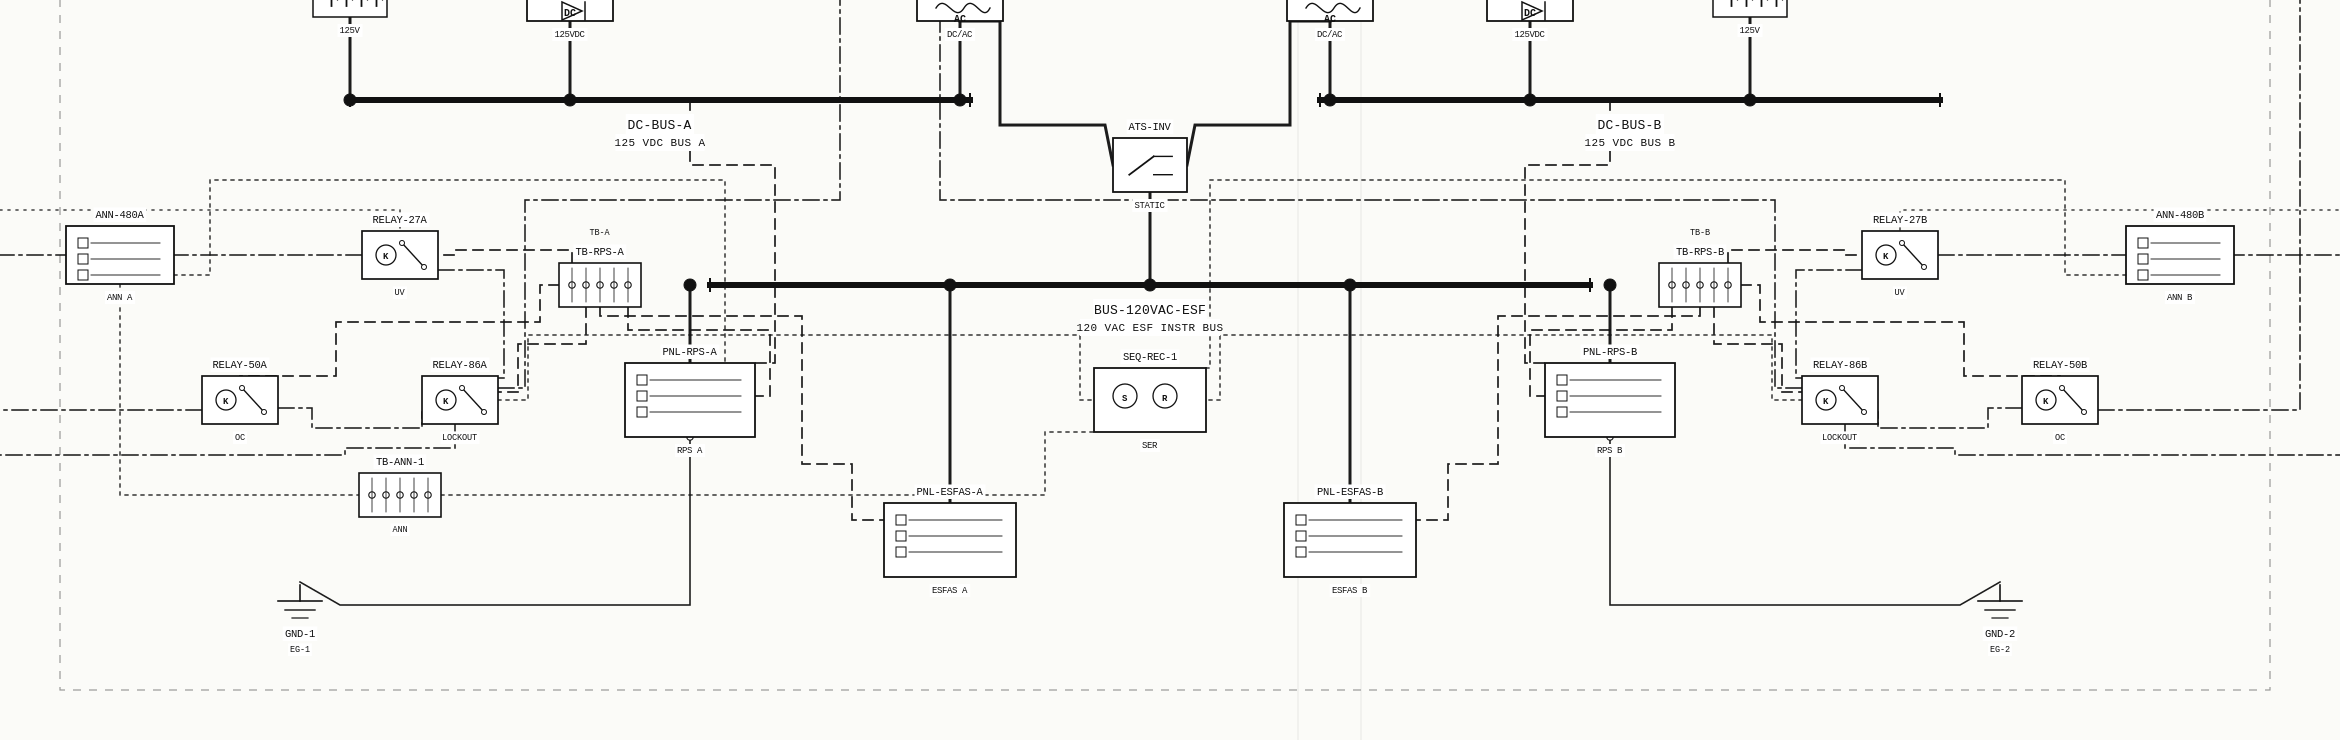 DC
AC
AC
DC
125V
125VDC
DC/AC
DC/AC
125VDC
125V
DC-BUS-A
125 VDC BUS A
ATS-INV
DC-BUS-B
125 VDC BUS B
STATIC
ANN-480A
RELAY-27A
TB-A
TB-RPS-A
TB-B
TB-RPS-B
RELAY-27B
ANN-480B
K
K
ANN A
UV
UV
ANN B
BUS-120VAC-ESF
120 VAC ESF INSTR BUS
RELAY-50A
RELAY-86A
PNL-RPS-A
SEQ-REC-1
PNL-RPS-B
RELAY-86B
RELAY-50B
K
K
S
R
K
K
OC
LOCKOUT
RPS A
SER
RPS B
LOCKOUT
OC
TB-ANN-1
ANN
PNL-ESFAS-A
PNL-ESFAS-B
ESFAS A
ESFAS B
GND-1
EG-1
GND-2
EG-2